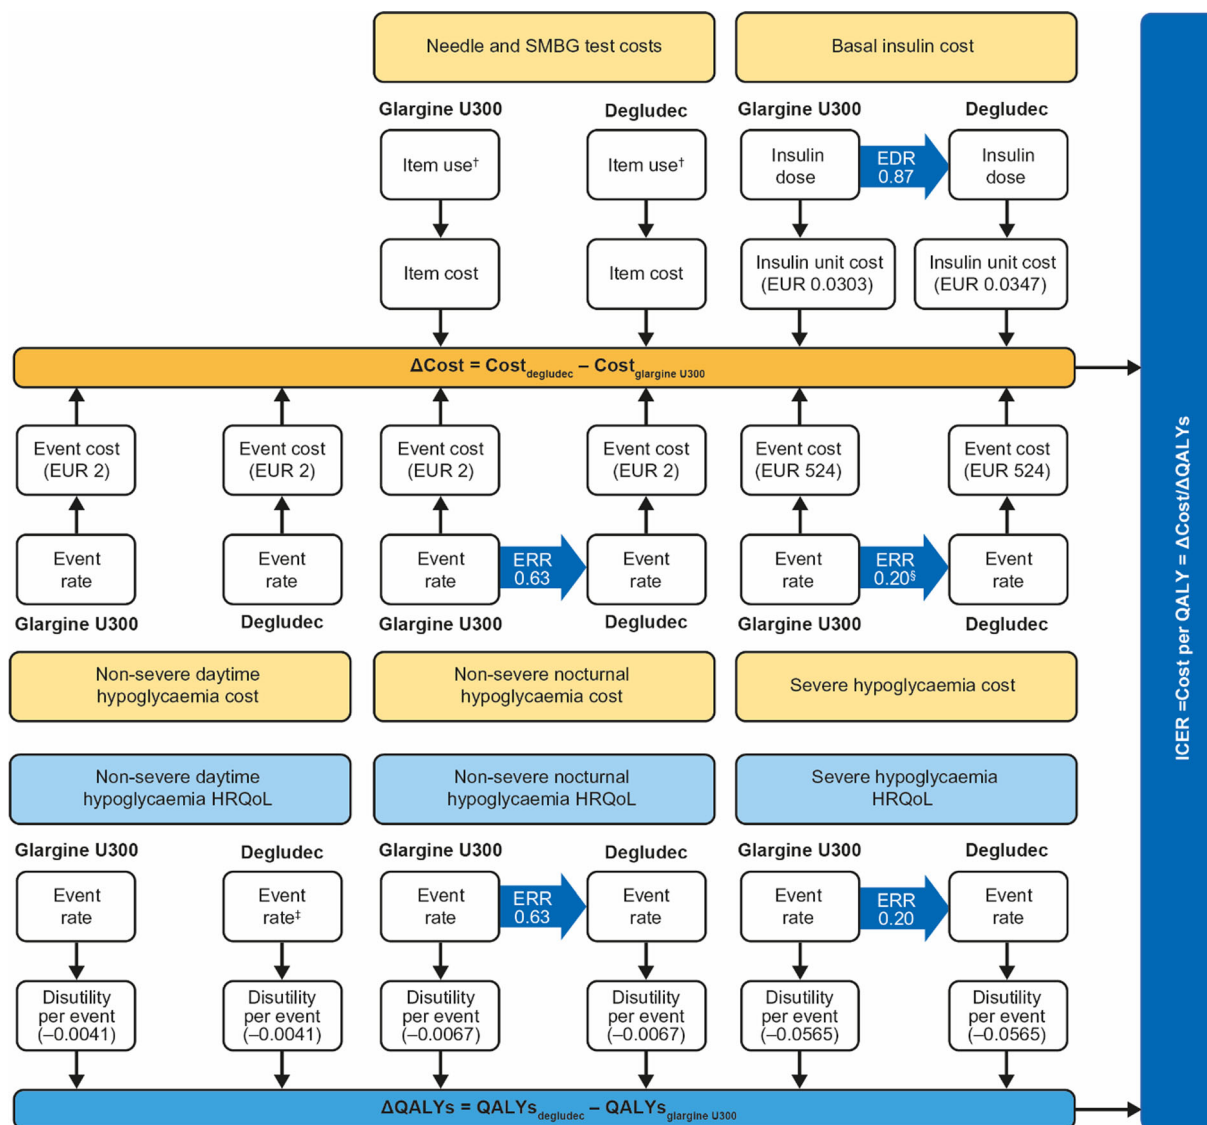 Needle and SMBG test costs
Basal insulin cost
Glargine U300
Degludec
Glargine U300
Degludec
Item use†
Item use†
Insulin
dose
EDR
0.87
Insulin
dose
Item cost
Item cost
Insulin unit cost
(EUR 0.0303)
Insulin unit cost
(EUR 0.0347)
ΔCost = Costdegludec – Costglargine U300
Event cost
(EUR 2)
Event cost
(EUR 2)
Event cost
(EUR 2)
Event cost
(EUR 2)
Event cost
(EUR 524)
Event cost
(EUR 524)
Event
rate
Event
rate
Event
rate
ERR
0.63
Event
rate
Event
rate
ERR
0.20§
Event
rate
Glargine U300
Degludec
Glargine U300
Degludec
Glargine U300
Degludec
Non-severe daytime
hypoglycaemia cost
Non-severe nocturnal
hypoglycaemia cost
Severe hypoglycaemia cost
Non-severe daytime
hypoglycaemia HRQoL
Non-severe nocturnal
hypoglycaemia HRQoL
Severe hypoglycaemia
HRQoL
Glargine U300
Degludec
Glargine U300
Degludec
Glargine U300
Degludec
Event
rate
Event
rate‡
Event
rate
ERR
0.63
Event
rate
Event
rate
ERR
0.20
Event
rate
Disutility
per event
(–0.0041)
Disutility
per event
(–0.0041)
Disutility
per event
(–0.0067)
Disutility
per event
(–0.0067)
Disutility
per event
(–0.0565)
Disutility
per event
(–0.0565)
ΔQALYs = QALYsdegludec – QALYsglargine U300
ICER =Cost per QALY = ΔCost/ΔQALYs